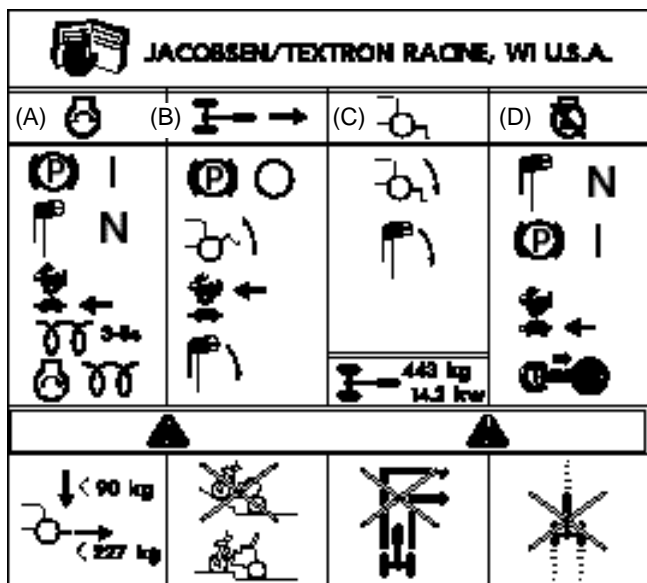 JACOBSEN/TEXTRON RACINE, WI U.S.A.
(A) (B) (C) (D)
P I
N
3-5s
P
443 kg
14.2 kw
N
P I
< 90 kg
< 227 kg